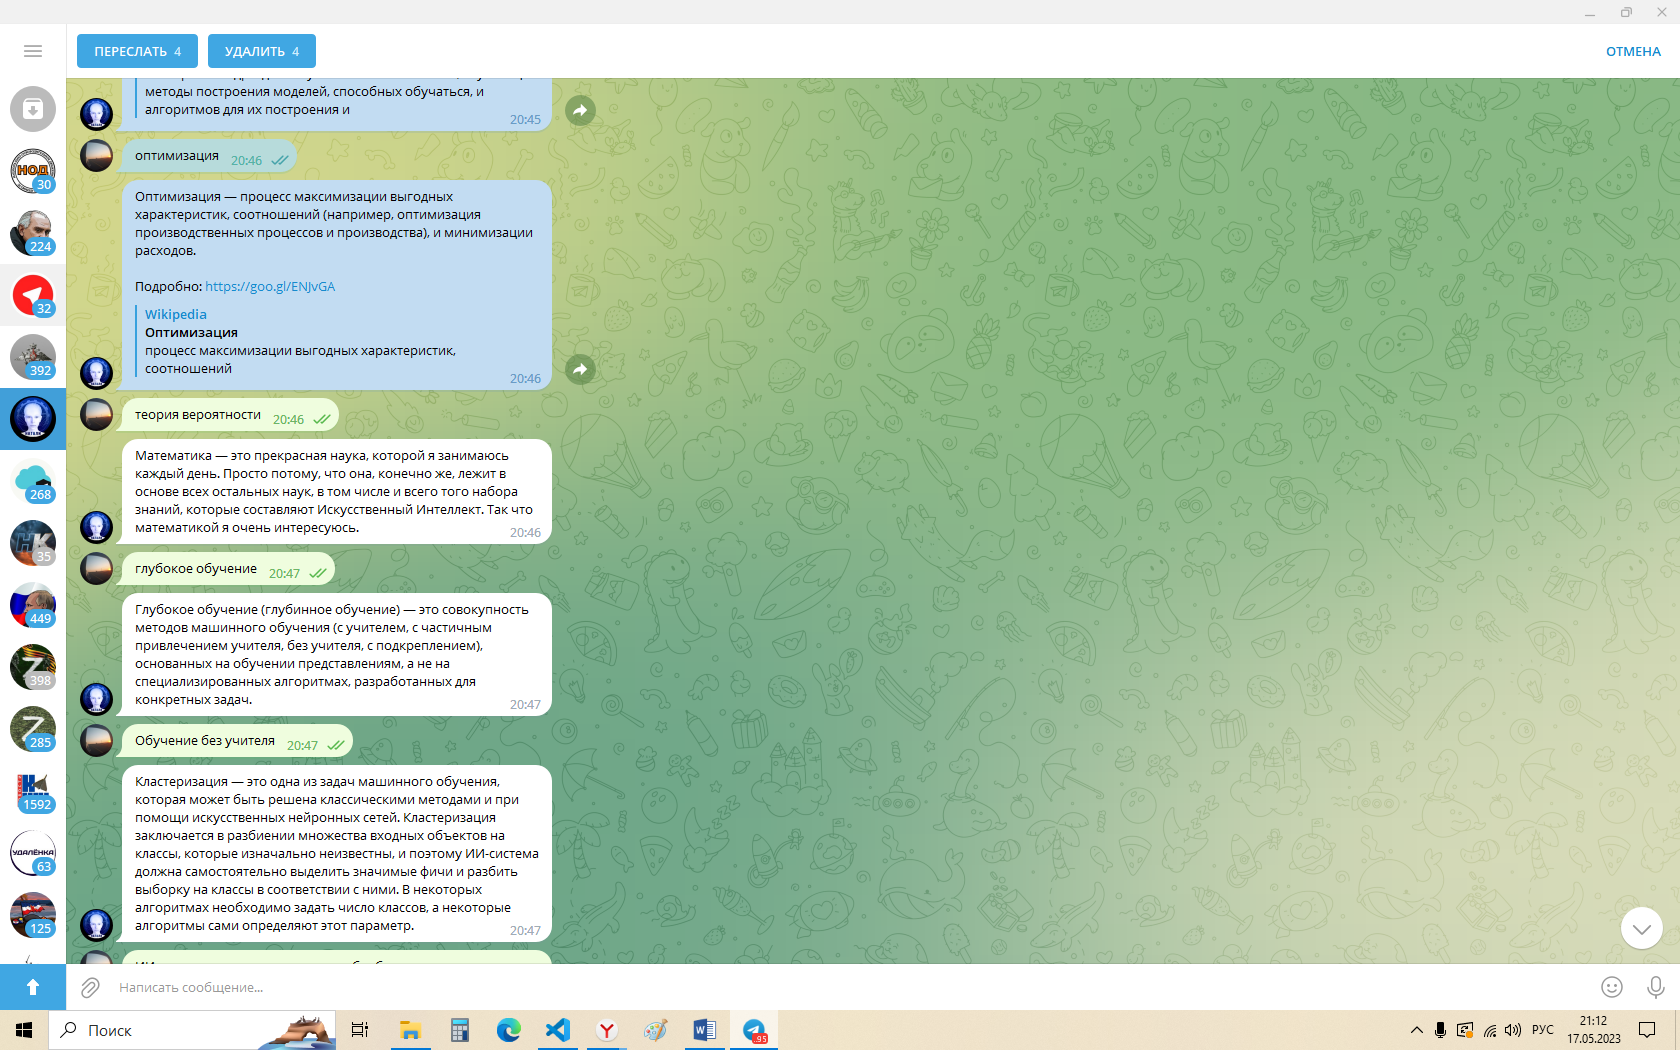 ПЕРЕСЛАТЬ 4
УДАЛИТЬ 4
ОТМЕНА
методы построения моделей, способных обучаться, и
алгоритмов для их построения и
20:45
оптимизация 20:46
Оптимизация — процесс максимизации выгодных
характеристик, соотношений (например, оптимизация
производственных процессов и производства), и минимизации
расходов.
Подробно: https://goo.gl/ENJvGA
Wikipedia
Оптимизация
процесс максимизации выгодных характеристик,
соотношений
20:46
теория вероятности 20:46
Математика — это прекрасная наука, которой я занимаюсь
каждый день. Просто потому, что она, конечно же, лежит в
основе всех остальных наук, в том числе и всего того набора
знаний, которые составляют Искусственный Интеллект. Так что
математикой я очень интересуюсь.
20:46
глубокое обучение 20:47
Глубокое обучение (глубинное обучение) — это совокупность
методов машинного обучения (с учителем, с частичным
привлечением учителя, без учителя, с подкреплением),
основанных на обучении представлениям, а не на
специализированных алгоритмах, разработанных для
конкретных задач.
20:47
Обучение без учителя 20:47
Кластеризация — это одна из задач машинного обучения,
которая может быть решена классическими методами и при
помощи искусственных нейронных сетей. Кластеризация
заключается в разбиении множества входных объектов на
классы, которые изначально неизвестны, и поэтому ИИ-система
должна самостоятельно выделить значимые фичи и разбить
выборку на классы в соответствии с ними. В некоторых
алгоритмах необходимо задать число классов, а некоторые
алгоритмы сами определяют этот параметр.
20:47
НОД
30
224
32
392
268
НК
35
449
Z
398
Z
285
1592
УДАЛЁНКА
63
125
Написать сообщение...
Поиск
95
РУС
21:12
17.05.2023